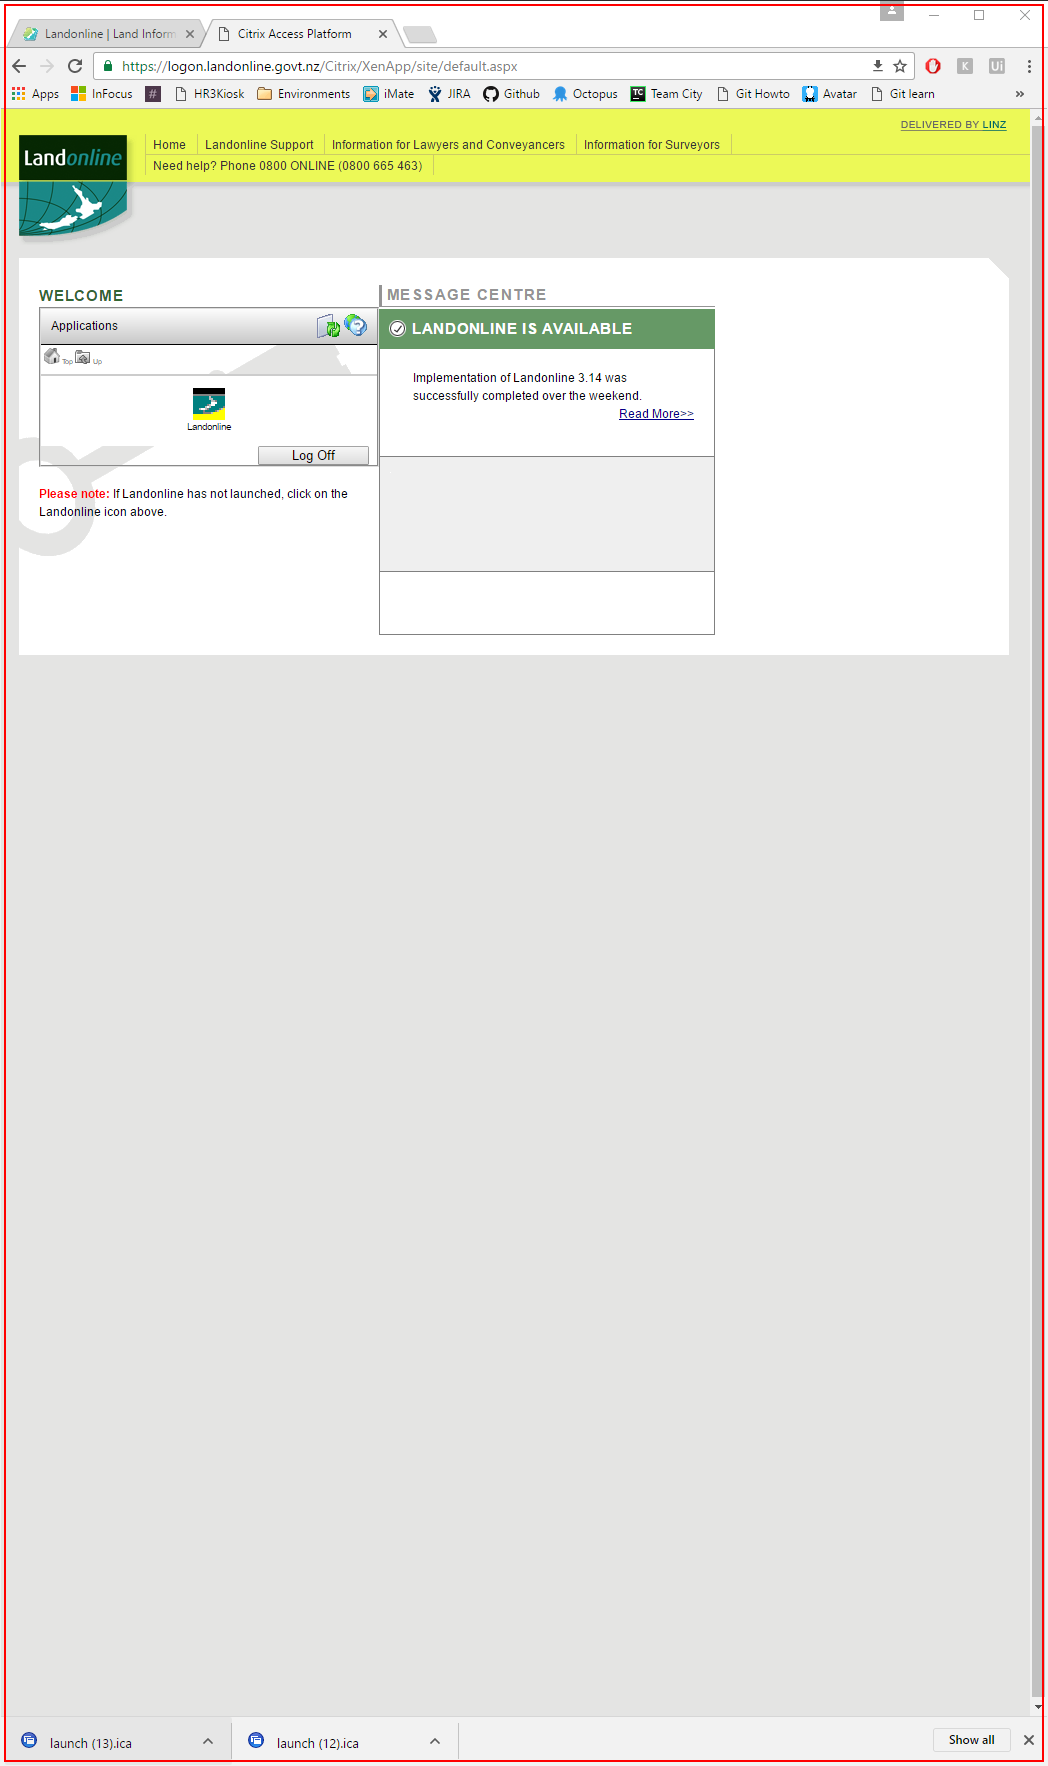 Landonline | Land Inform
Citrix Access Platform
https://logon.landonline.govt.nz/Citrix/XenApp/site/default.aspx
K
Ui
Apps
InFocus
#
HR3Kiosk
Environments
iMate
JIRA
Github
Octopus
TC
Team City
Git Howto
Avatar
Git learn
»
DELIVERED BY LINZ
Landonline
Home
Landonline Support
Information for Lawyers and Conveyancers
Information for Surveyors
Need help? Phone 0800 ONLINE (0800 665 463)
WELCOME
Applications
Top
Up
Landonline
Log Off
Please note: If Landonline has not launched, click on the
Landonline icon above.
MESSAGE CENTRE
LANDONLINE IS AVAILABLE
Implementation of Landonline 3.14 was
successfully completed over the weekend.
Read More>>
launch (13).ica
launch (12).ica
Show all